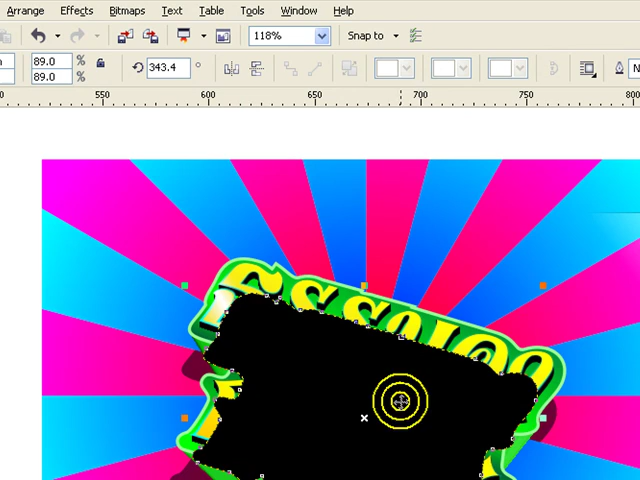 Arrange Effects Bitmaps Text Table Tools Window Help
118% Snap to
89.0 %
89.0 %
343.4 °
550 600 650 700 750 800